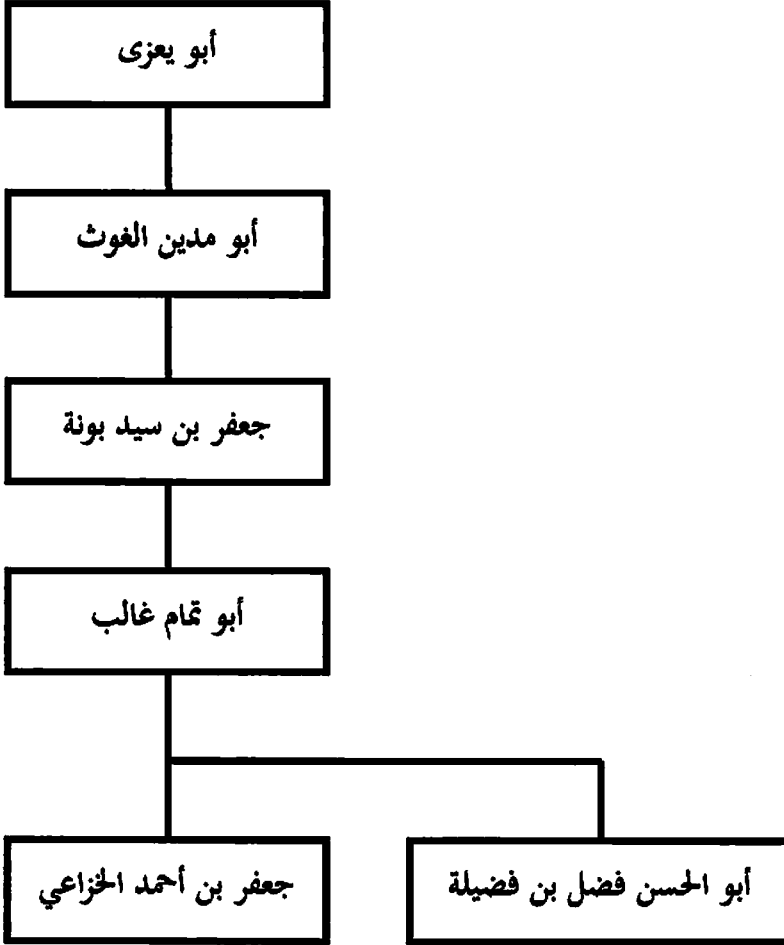 أبو يعزى
أبو مدين الغوث
جعفر بن سيد بونة
أبو تمام غالب
أبو الحسن فضل بن فضيلة
جعفر بن أحمد الخزاعي